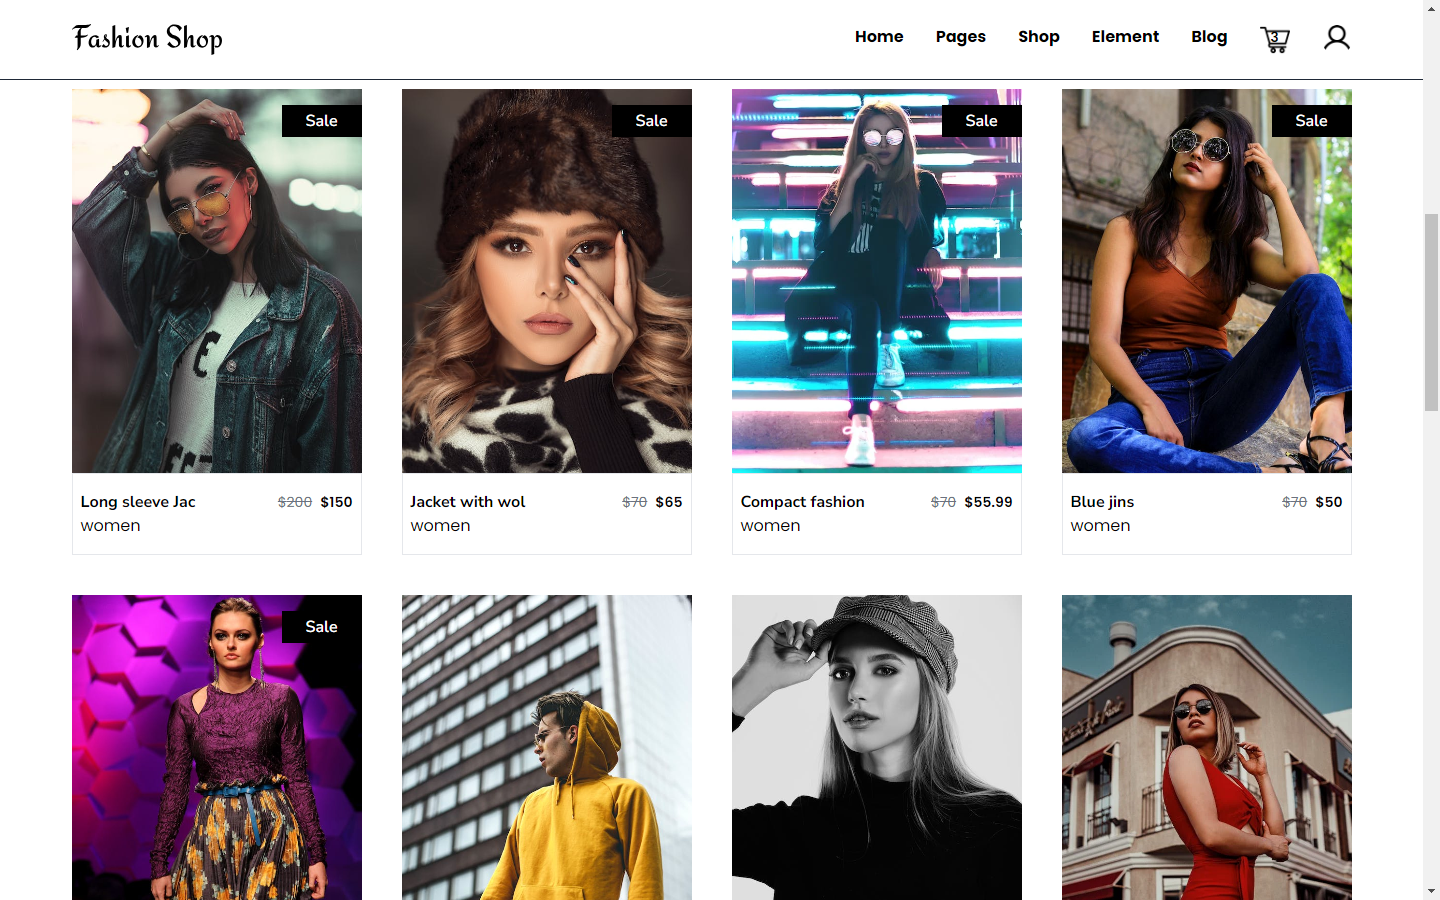 Fashion Shop
Home Pages Shop Element Blog 3
Sale
Sale
Sale
Sale
Long sleeve Jac $200 $150
women
Jacket with wol $70 $65
women
Compact fashion $70 $55.99
women
Blue jins $70 $50
women
Sale